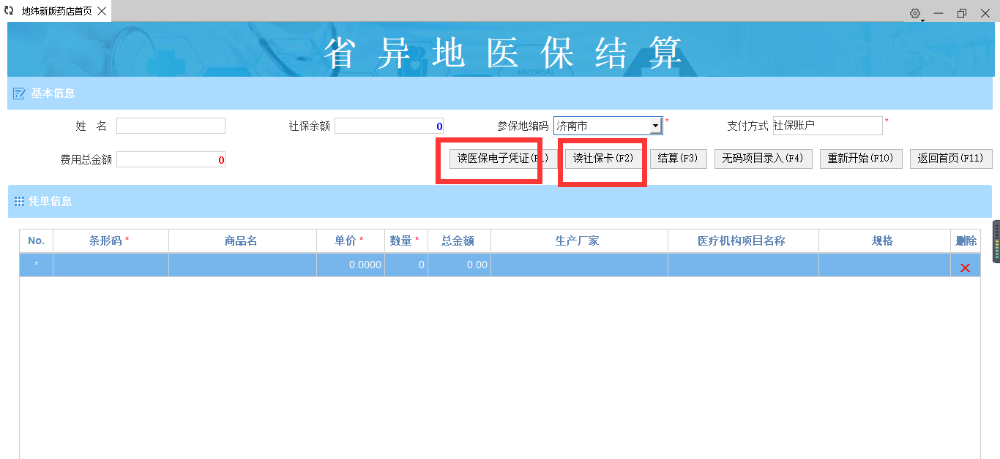 地纬新版药店首页
省异地医保结算
MEDICAL
基本信息
姓 名 社保余额 0 参保地编码 济南市 * 支付方式 社保账户 *
费用总金额 0 读医保电子凭证(F1) 读社保卡(F2) 结算(F3) 无码项目录入(F4) 重新开始(F10) 返回首页(F11)
凭单信息
No. 条形码 * 商品名 单价 * 数量 * 总金额 生产厂家 医疗机构项目名称 规格 删除
* 0.0000 0 0.00